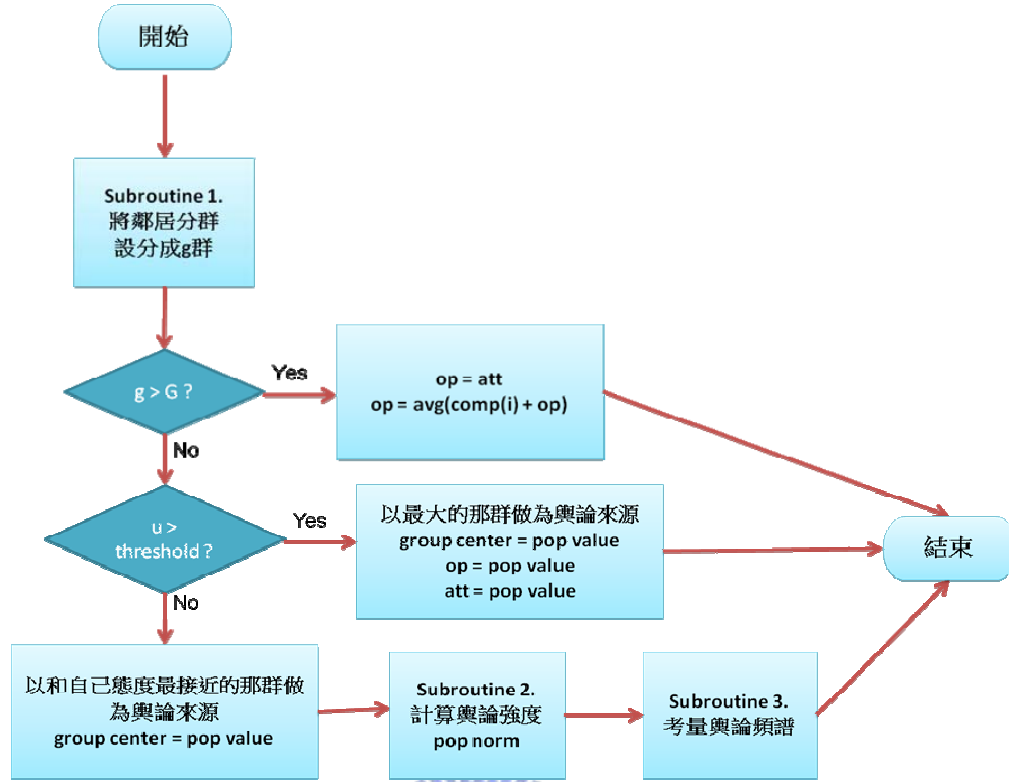 開始
Subroutine 1.
將鄰居分群
設分成g群
g > G ?
Yes
op = att
op = avg(comp(i) + op)
No
u >
threshold ?
Yes
以最大的那群做為輿論來源
group center = pop value
op = pop value
att = pop value
結束
No
以和自己態度最接近的那群做
為輿論來源
group center = pop value
Subroutine 2.
計算輿論強度
pop norm
Subroutine 3.
考量輿論頻譜